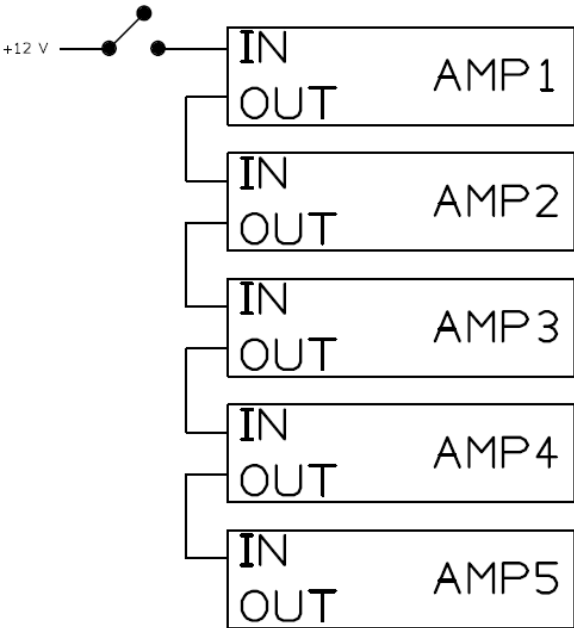 +12 V
IN
AMP1
OUT
IN
AMP2
OUT
IN
AMP3
OUT
IN
AMP4
OUT
IN
AMP5
OUT